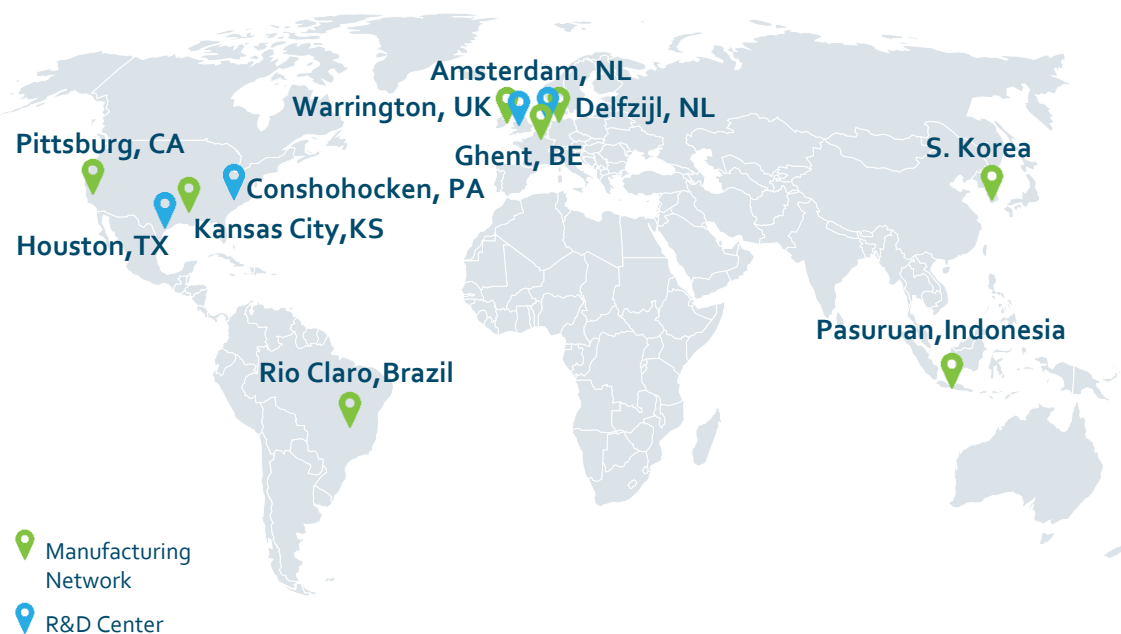 Amsterdam, NL
Warrington, UK
Delfzijl, NL
Pittsburg, CA
Ghent, BE
S. Korea
Conshohocken, PA
Kansas City,KS
Houston,TX
Pasuruan,Indonesia
Rio Claro,Brazil
Manufacturing
Network
R&D Center